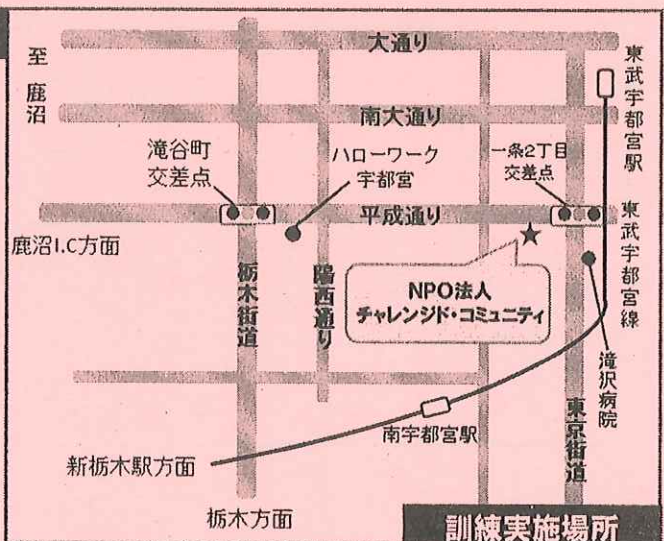 大通り
至 鹿沼
東武宇都宮駅
南大通り
滝谷町
交差点
ハローワーク
宇都宮
一条2丁目
交差点
平成通り
東武宇都宮線
鹿沼I.C方面
栃木街道
陽西通り
NPO法人
チャレンジド・コミュニティ
滝沢病院
東京街道
南宇都宮駅
新栃木駅方面
栃木方面
訓練実施場所